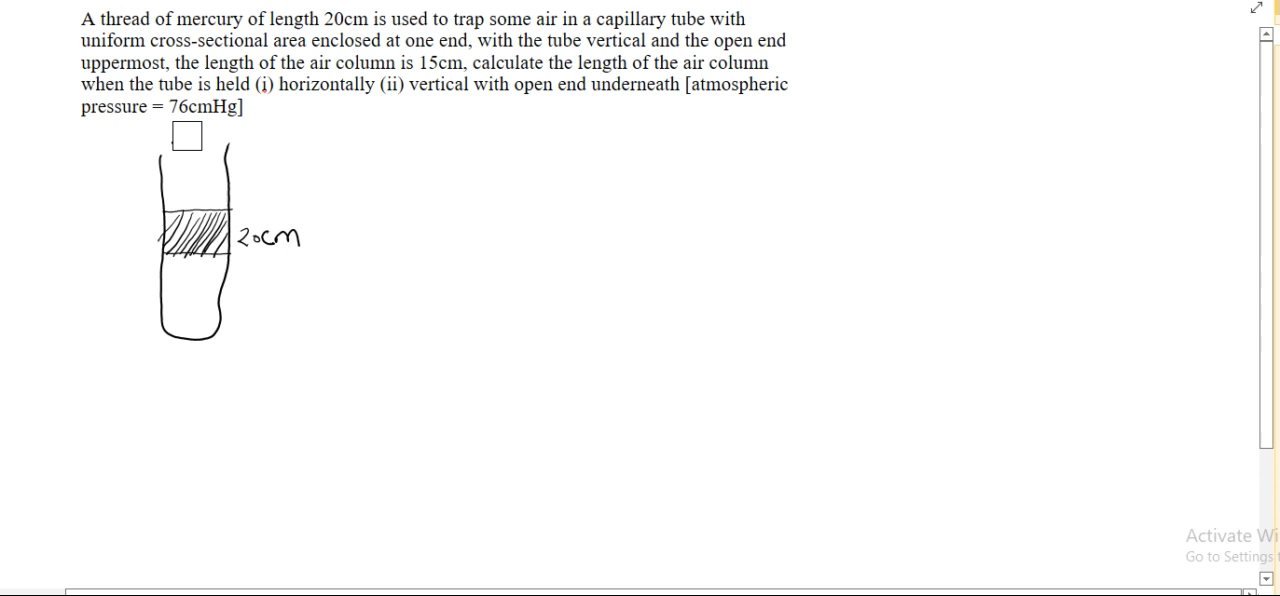 A thread of mercury of length 20cm is used to trap some air in a capillary tube with
uniform cross-sectional area enclosed at one end, with the tube vertical and the open end
uppermost, the length of the air column is 15cm, calculate the length of the air column
when the tube is held (i) horizontally (ii) vertical with open end underneath [atmospheric
pressure = 76cmHg]
20cm
Activate Wi
Go to Settings t